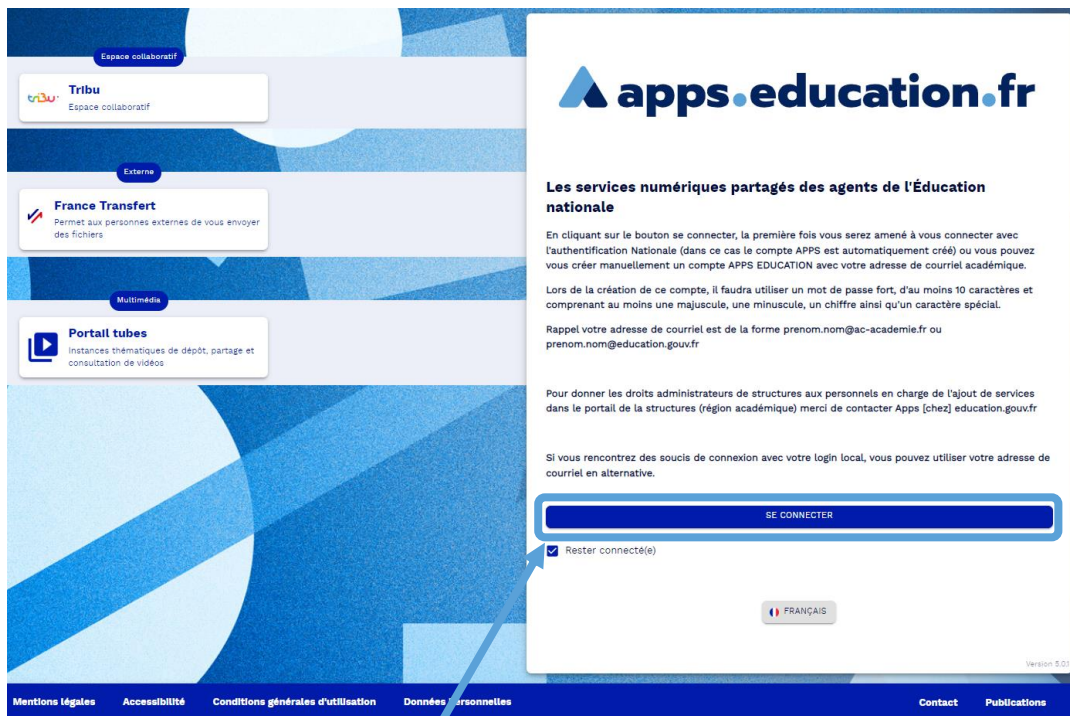 Espace collaboratif
Tribu
Tribu
Espace collaboratif
Externe
France Transfert
Permet aux personnes externes de vous envoyer
des fichiers
Multimédia
Portail tubes
Instances thématiques de dépôt, partage et
consultation de vidéos
apps.education.fr
Les services numériques partagés des agents de l'Éducation
nationale
En cliquant sur le bouton se connecter, la première fois vous serez amené à vous connecter avec
l'authentification Nationale (dans ce cas le compte APPS est automatiquement créé) ou vous pouvez
vous créer manuellement un compte APPS EDUCATION avec votre adresse de courriel académique.
Lors de la création de ce compte, il faudra utiliser un mot de passe fort, d'au moins 10 caractères et
comprenant au moins une majuscule, une minuscule, un chiffre ainsi qu'un caractère spécial.
Rappel votre adresse de courriel est de la forme prenom.nom@ac-academie.fr ou
prenom.nom@education.gouv.fr
Pour donner les droits administrateurs de structures aux personnels en charge de l'ajout de services
dans le portail de la structures (région académique) merci de contacter Apps [chez] education.gouv.fr
Si vous rencontrez des soucis de connexion avec votre login local, vous pouvez utiliser votre adresse de
courriel en alternative.
SE CONNECTER
Rester connecté(e)
FRANÇAIS
Version 5.0.1
Mentions légales Accessibilité Conditions générales d'utilisation Données Personnelles Contact Publications